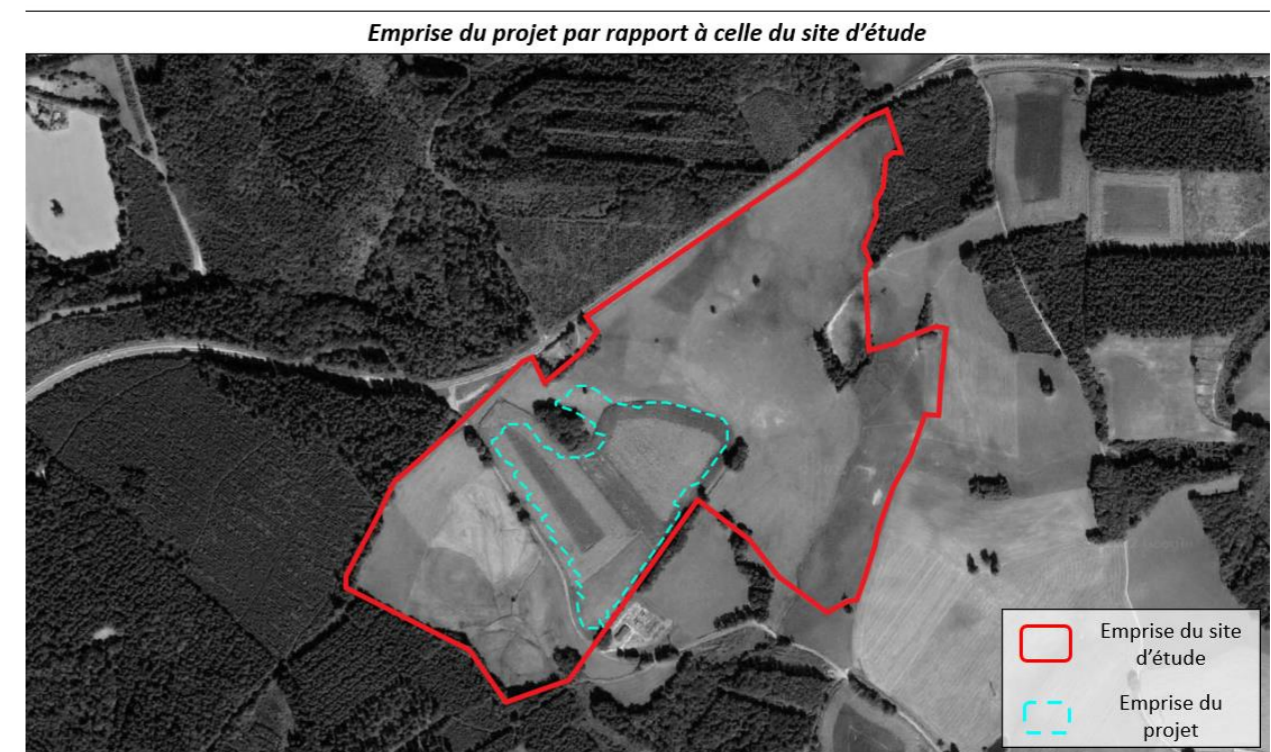 Emprise du projet par rapport à celle du site d’étude
Emprise du site
d’étude
Emprise du
projet